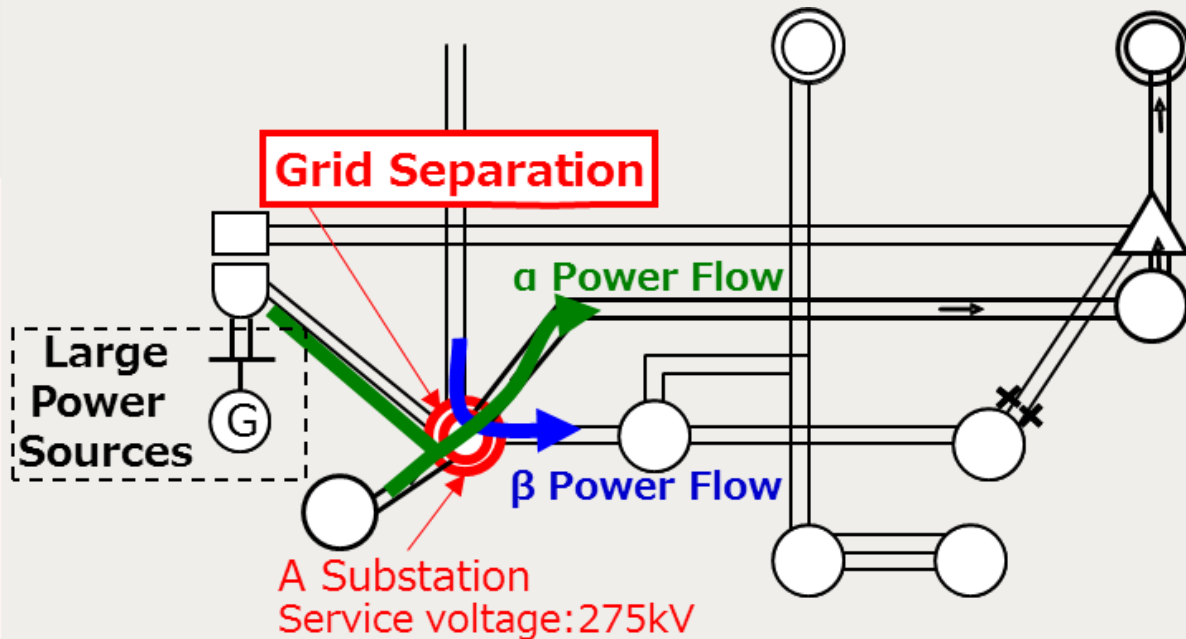 Grid Separation
α Power Flow
Large
Power
Sources
G
β Power Flow
A Substation
Service voltage:275kV